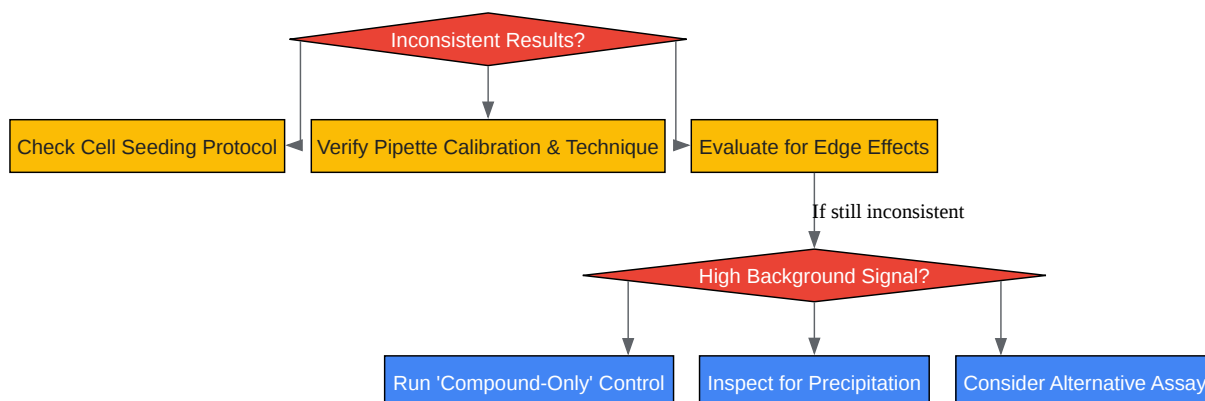 Inconsistent Results?
Check Cell Seeding Protocol
Verify Pipette Calibration & Technique
Evaluate for Edge Effects
If still inconsistent
High Background Signal?
Run 'Compound-Only' Control
Inspect for Precipitation
Consider Alternative Assay